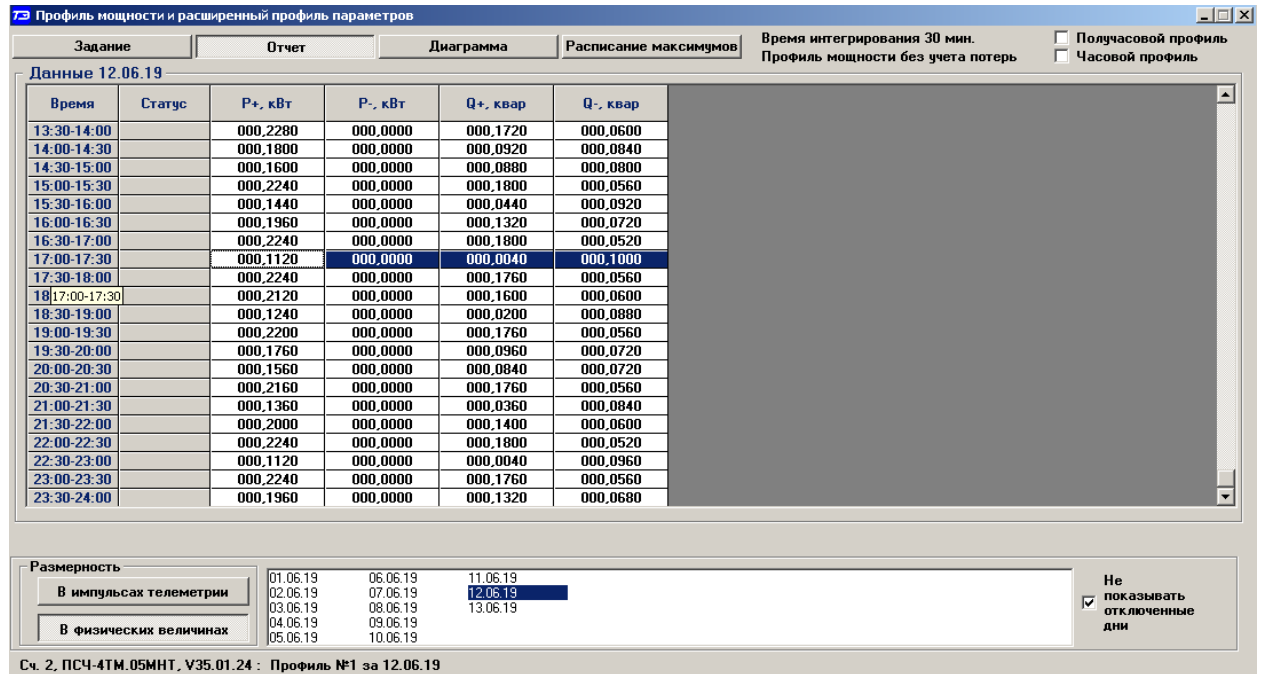 ТЭ Профиль мощности и расширенный профиль параметров
Задание Отчет Диаграмма Расписание максимумов Время интегрирования 30 мин. Получасовой профиль
Профиль мощности без учета потерь Часовой профиль
Данные 12.06.19
Время Статус P+, кВт P-, кВт Q+, квар Q-, квар
13:30-14:00 000,2280 000,0000 000,1720 000,0600
14:00-14:30 000,1800 000,0000 000,0920 000,0840
14:30-15:00 000,1600 000,0000 000,0880 000,0800
15:00-15:30 000,2240 000,0000 000,1800 000,0560
15:30-16:00 000,1440 000,0000 000,0440 000,0920
16:00-16:30 000,1960 000,0000 000,1320 000,0720
16:30-17:00 000,2240 000,0000 000,1800 000,0520
17:00-17:30 000,1120 000,0000 000,0040 000,1000
17:30-18:00 000,2240 000,0000 000,1760 000,0560
18 17:00-17:30 000,2120 000,0000 000,1600 000,0600
18:30-19:00 000,1240 000,0000 000,0200 000,0880
19:00-19:30 000,2200 000,0000 000,1760 000,0560
19:30-20:00 000,1760 000,0000 000,0960 000,0720
20:00-20:30 000,1560 000,0000 000,0840 000,0720
20:30-21:00 000,2160 000,0000 000,1760 000,0560
21:00-21:30 000,1360 000,0000 000,0360 000,0840
21:30-22:00 000,2000 000,0000 000,1400 000,0600
22:00-22:30 000,2240 000,0000 000,1800 000,0520
22:30-23:00 000,1120 000,0000 000,0040 000,0960
23:00-23:30 000,2240 000,0000 000,1760 000,0560
23:30-24:00 000,1960 000,0000 000,1320 000,0680
Размерность
В импульсах телеметрии
В физических величинах
01.06.19 06.06.19 11.06.19
02.06.19 07.06.19 12.06.19
03.06.19 08.06.19 13.06.19
04.06.19 09.06.19
05.06.19 10.06.19
Не
показывать
отключенные
дни
Сч. 2, ПСЧ-4ТМ.05МНТ, V35.01.24 : Профиль №1 за 12.06.19